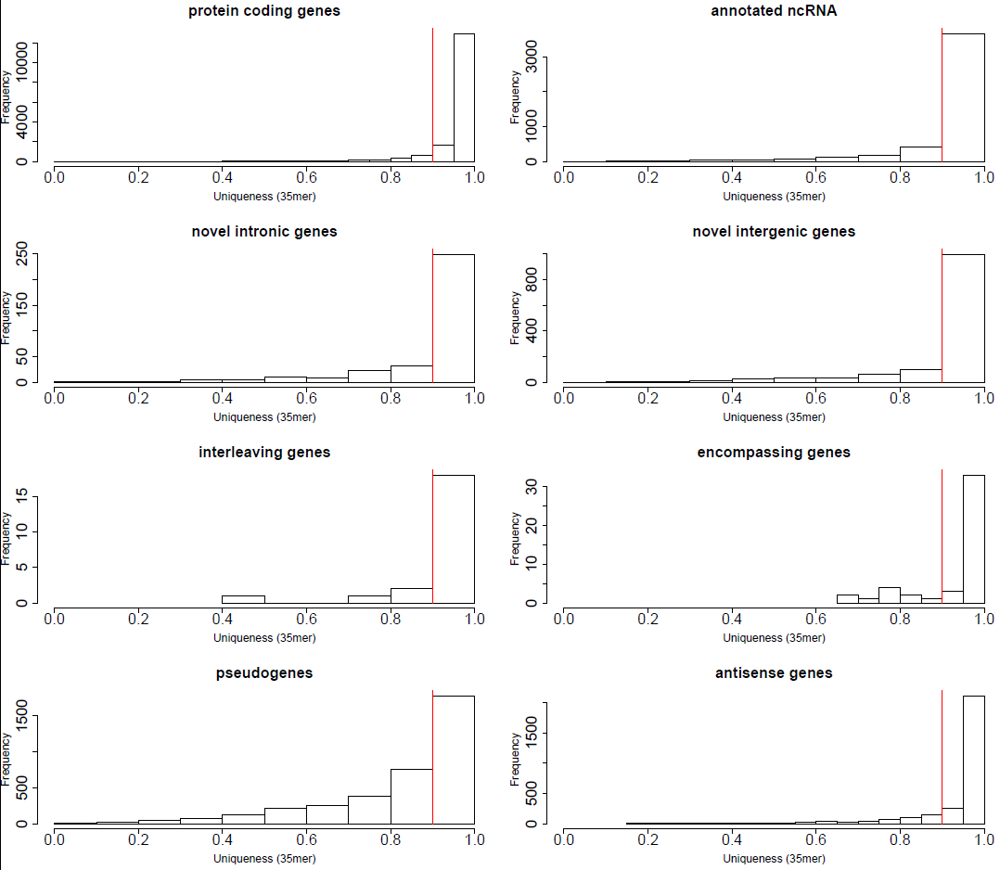 protein coding genes
Frequency
0 4000 10000
0.0 0.2 0.4 0.6 0.8 1.0
Uniqueness (35mer)
annotated ncRNA
Frequency
0 1000 3000
0.0 0.2 0.4 0.6 0.8 1.0
Uniqueness (35mer)
novel intronic genes
Frequency
0 50 150 250
0.0 0.2 0.4 0.6 0.8 1.0
Uniqueness (35mer)
novel intergenic genes
Frequency
0 400 800
0.0 0.2 0.4 0.6 0.8 1.0
Uniqueness (35mer)
interleaving genes
Frequency
0 5 10 15
0.0 0.2 0.4 0.6 0.8 1.0
Uniqueness (35mer)
encompassing genes
Frequency
0 10 20 30
0.0 0.2 0.4 0.6 0.8 1.0
Uniqueness (35mer)
pseudogenes
Frequency
0 500 1500
0.0 0.2 0.4 0.6 0.8 1.0
Uniqueness (35mer)
antisense genes
Frequency
0 500 1500
0.0 0.2 0.4 0.6 0.8 1.0
Uniqueness (35mer)